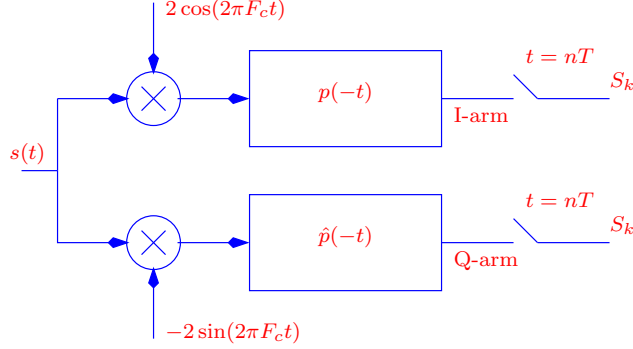 2 cos(2πF_c t)
t = nT
p(−t)
S_k
I-arm
s(t)
t = nT
p̂(−t)
S_k
Q-arm
−2 sin(2πF_c t)